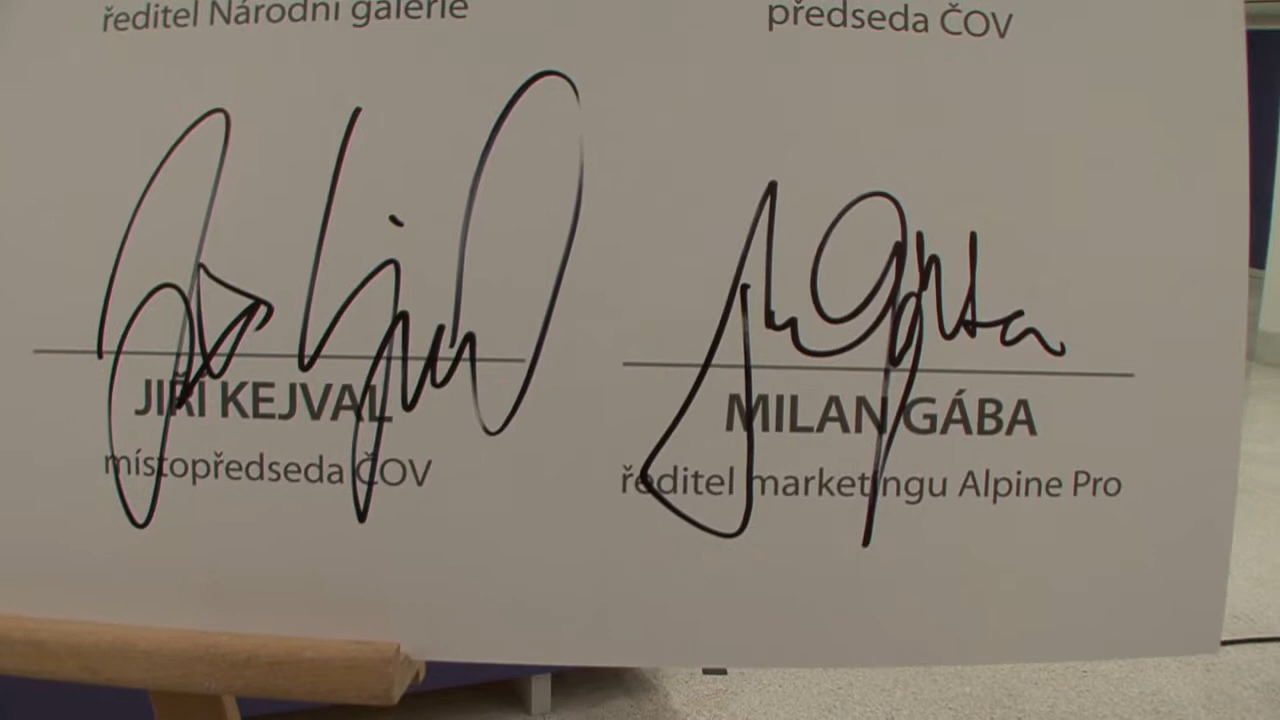 ředitel Národní galerie
předseda ČOV
JIŘÍ KEJVAL
místopředseda ČOV
MILAN GÁBA
ředitel marketingu Alpine Pro